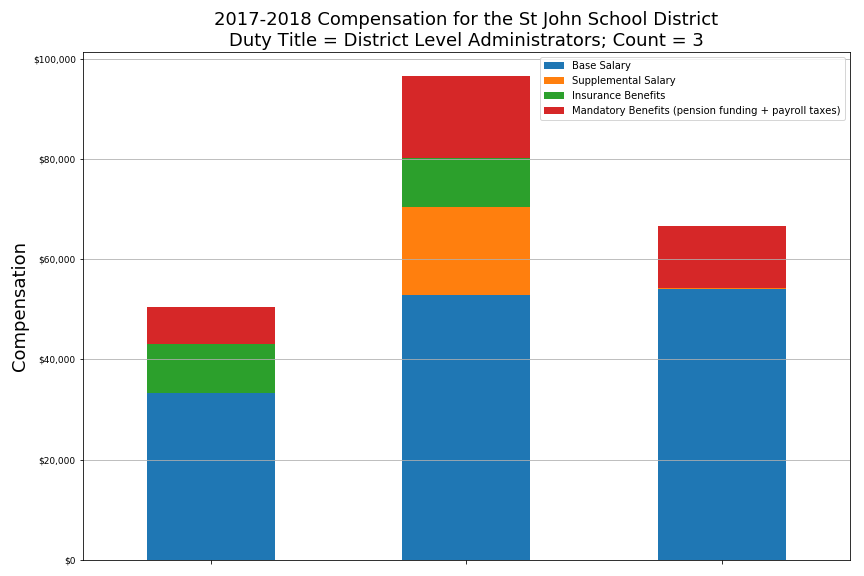 2017-2018 Compensation for the St John School District
Duty Title = District Level Administrators; Count = 3
Base Salary
Supplemental Salary
Insurance Benefits
Mandatory Benefits (pension funding + payroll taxes)
Compensation
$100,000
$80,000
$60,000
$40,000
$20,000
$0